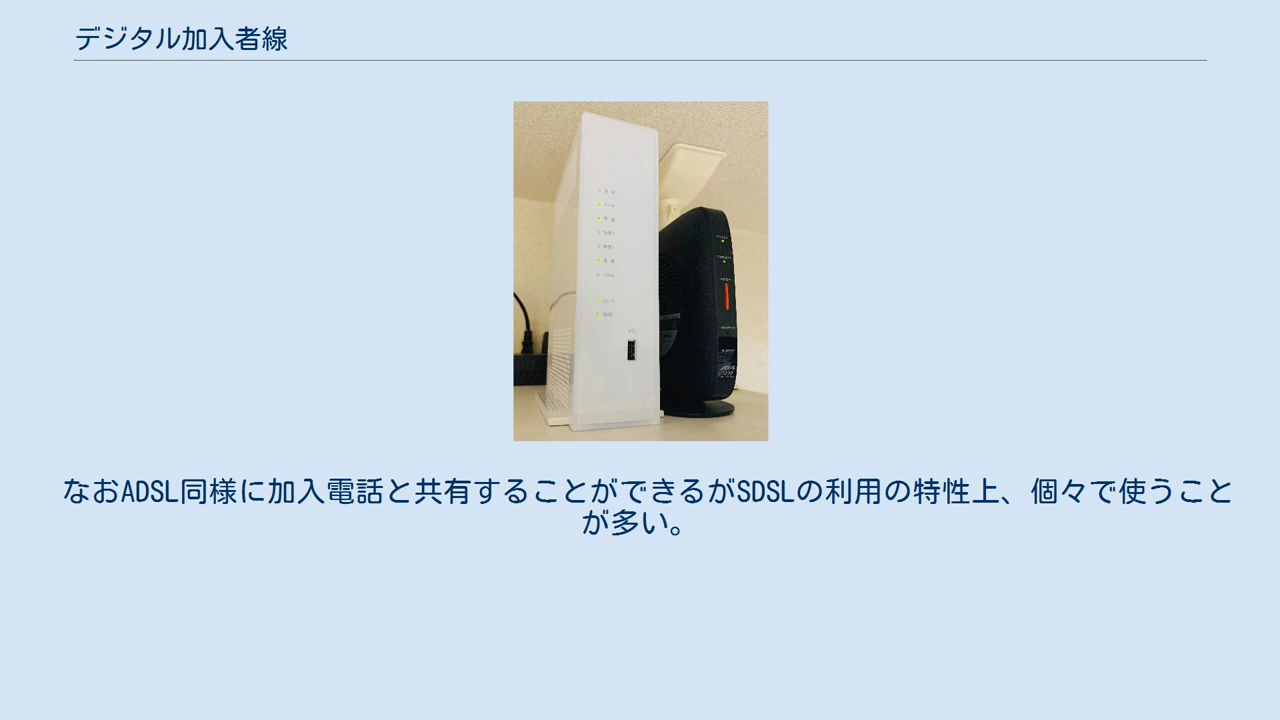 デジタル加入者線
なおADSL同様に加入電話と共有することができるがSDSLの利用の特性上、個々で使うこと
が多い。